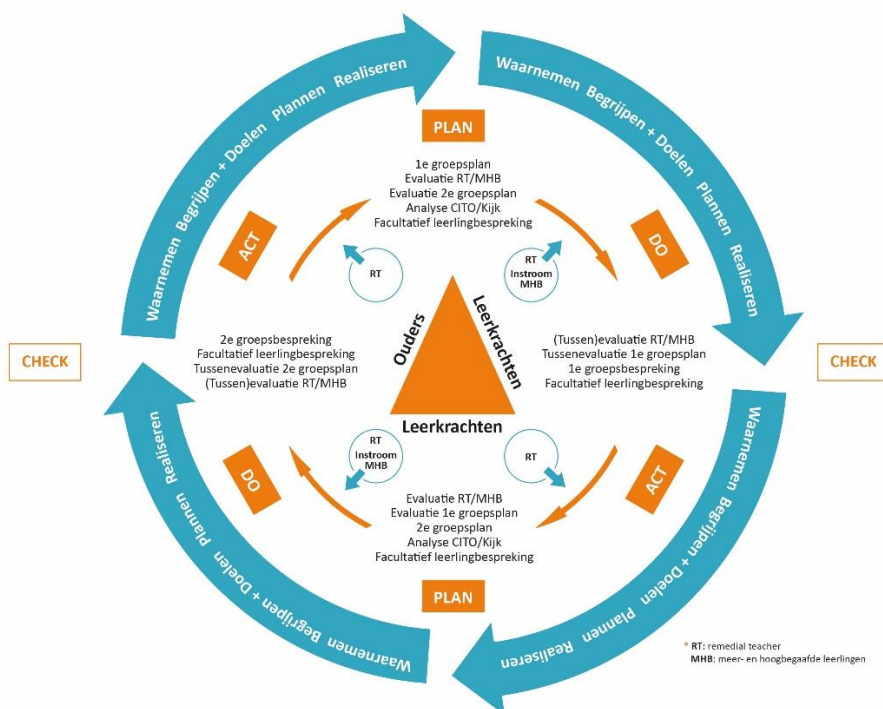 Waarnemen Begrijpen + Doelen Plannen Realiseren
Waarnemen Begrijpen + Doelen Plannen Realiseren
PLAN
1e groepsplan
Evaluatie RT/MHB
Evaluatie 2e groepsplan
Analyse CITO/Kijk
Facultatief leerlingbespreking
ACT
DO
RT
RT
Instroom
MHB
CHECK
2e groepsbespreking
Facultatief leerlingbespreking
Tussenevaluatie 2e groepsplan
(Tussen)evaluatie RT/MHB
Ouders
Leerkrachten
Leerkrachten
(Tussen)evaluatie RT/MHB
Tussenevaluatie 1e groepsplan
1e groepsbespreking
Facultatief leerlingbespreking
CHECK
RT
Instroom
MHB
RT
DO
ACT
Evaluatie RT/MHB
Evaluatie 1e groepsplan
2e groepsplan
Analyse CITO/Kijk
Facultatief leerlingbespreking
PLAN
Waarnemen Begrijpen + Doelen Plannen Realiseren
Waarnemen Begrijpen + Doelen Plannen Realiseren
* RT: remedial teacher
MHB: meer- en hoogbegaafde leerlingen